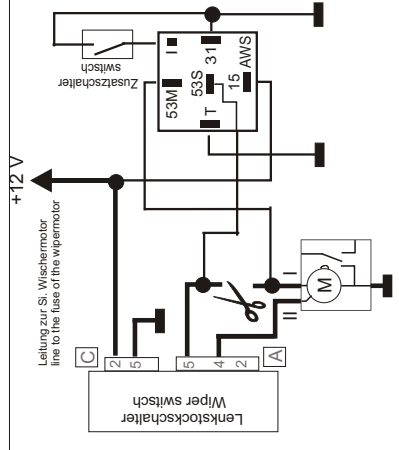 +12 V
Leitung zur Si. Wischermotor
line to the fuse of the wipermotor
Zusatzschalter
switsch
I
31
AWS
53S
15
53M
T
C
2
5
5
4
2
A
I
II
M
Lenkstockschalter
Wiper switsch